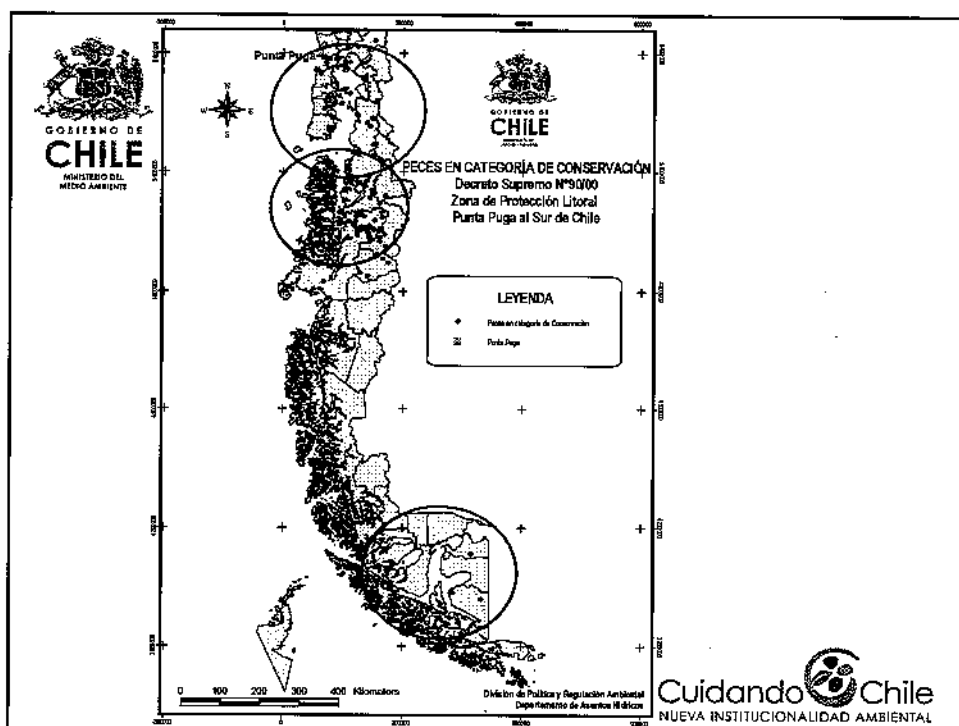 GOBIERNO DE
CHILE
MINISTERIO DEL
MEDIO AMBIENTE
Punta Puga
N
W E
S
GOBIERNO DE
CHILE
PECES EN CATEGORÍA DE CONSERVACIÓN
Decreto Supremo N°90/00
Zona de Protección Litoral
Punta Puga al Sur de Chile
LEYENDA
Peces en categoría de Conservación
Punta Puga
0 100 200 300 400 Kilometers
División de Política y Regulación Ambiental
Departamento de Asuntos Hídricos
Cuidando Chile
NUEVA INSTITUCIONALIDAD AMBIENTAL